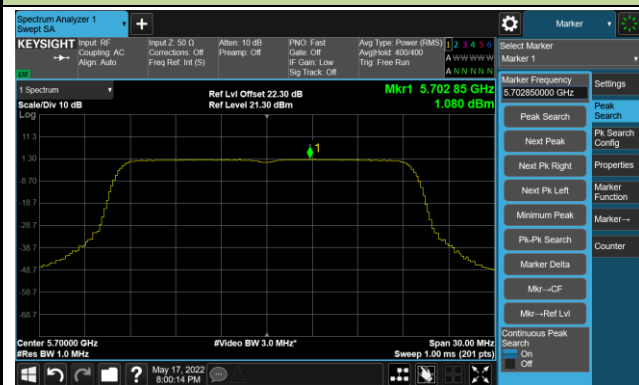 Spectrum Analyzer 1
Swept SA
Marker
KEYSIGHT
Input: RF
Coupling: AC
Align: Auto
Input Z: 50 Ω
Corrections: Off
Freq Ref: Int (S)
Atten: 10 dB
Preamp: Off
PNO: Fast
Gate: Off
IF Gain: Low
Sig Track: Off
Avg Type: Power (RMS)
Avg|Hold: 400/400
Trig: Free Run
1 2 3 4 5 6
A W W W W W
A N N N N N
LXI
Select Marker
Marker 1
1 Spectrum
Scale/Div 10 dB
Ref Lvl Offset 22.30 dB
Ref Level 21.30 dBm
Mkr1 5.702 85 GHz
1.080 dBm
Log
11.3
1.30
-8.70
-18.7
-28.7
-38.7
-48.7
-58.7
-68.7
1
Center 5.70000 GHz
#Res BW 1.0 MHz
#Video BW 3.0 MHz*
Span 30.00 MHz
Sweep 1.00 ms (201 pts)
Marker Frequency
5.702850000 GHz
Peak Search
Next Peak
Next Pk Right
Next Pk Left
Minimum Peak
Pk-Pk Search
Marker Delta
Mkr→CF
Mkr→Ref Lvl
Continuous Peak
Search
On
Off
Settings
Peak
Search
Pk Search
Config
Properties
Marker
Function
Marker→
Counter
?
May 17, 2022
8:00:14 PM